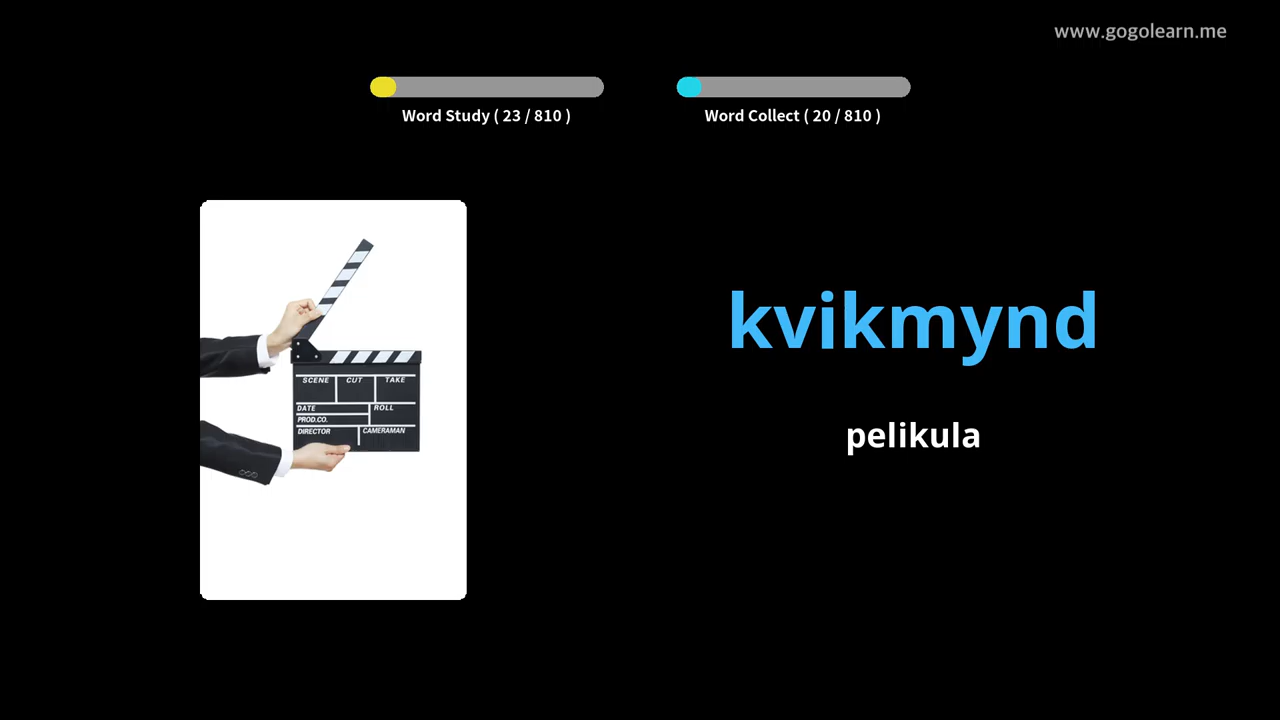 www.gogolearn.me
Word Study ( 23 / 810 )
Word Collect ( 20 / 810 )
kvikmynd
pelikula
SCENE CUT TAKE
DATE ROLL
PROD.CO.
DIRECTOR CAMERAMAN